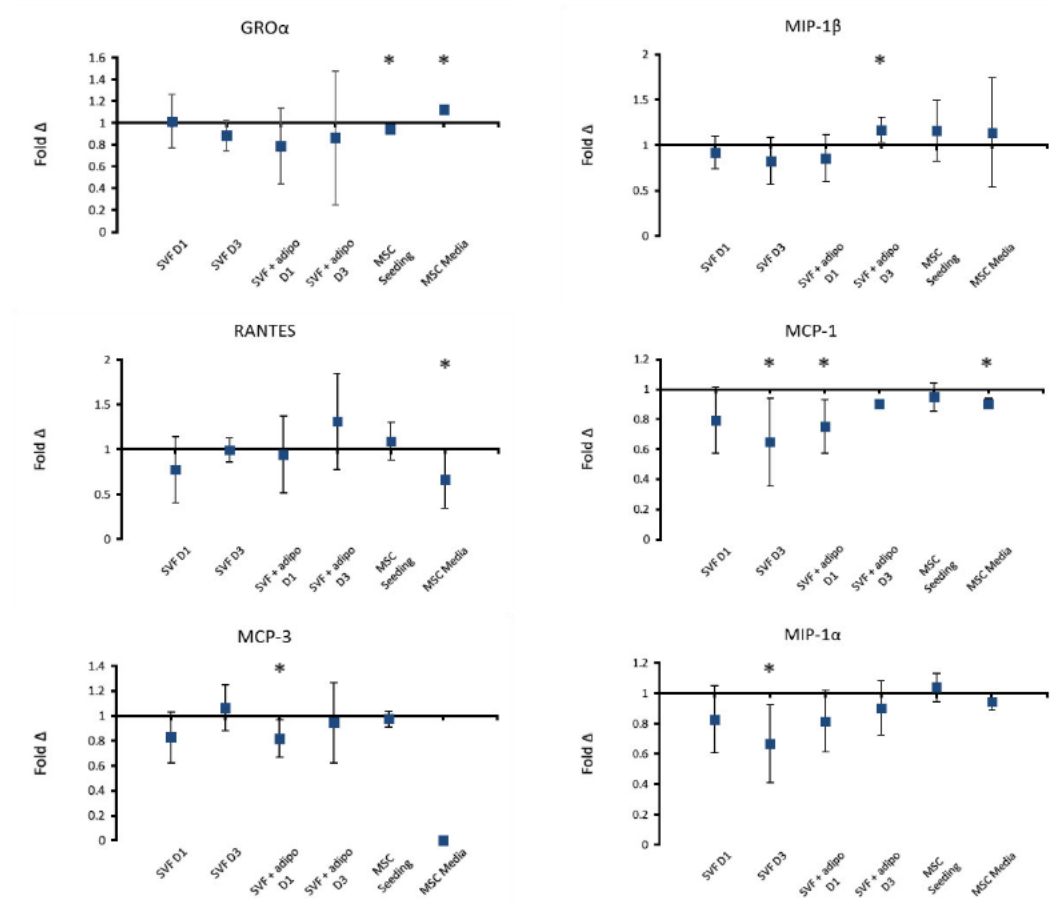 GROα
Fold Δ
1.6
1.4
1.2
1
0.8
0.6
0.4
0.2
0
* *
SVF D1
SVF D3
SVF + adipo
D1
SVF + adipo
D3
MSC
Seeding
MSC Media
MIP-1β
Fold Δ
2
1.5
1
0.5
0
*
SVF D1
SVF D3
SVF + adipo
D1
SVF + adipo
D3
MSC
Seeding
MSC Media
RANTES
Fold Δ
2
1.5
1
0.5
0
*
SVF D1
SVF D3
SVF + adipo
D1
SVF + adipo
D3
MSC
Seeding
MSC Media
MCP-1
Fold Δ
1.2
1
0.8
0.6
0.4
0.2
0
* * *
SVF D1
SVF D3
SVF + adipo
D1
SVF + adipo
D3
MSC
Seeding
MSC Media
MCP-3
Fold Δ
1.4
1.2
1
0.8
0.6
0.4
0.2
0
*
SVF D1
SVF D3
SVF + adipo
D1
SVF + adipo
D3
MSC
Seeding
MSC Media
MIP-1α
Fold Δ
1.2
1
0.8
0.6
0.4
0.2
0
*
SVF D1
SVF D3
SVF + adipo
D1
SVF + adipo
D3
MSC
Seeding
MSC Media